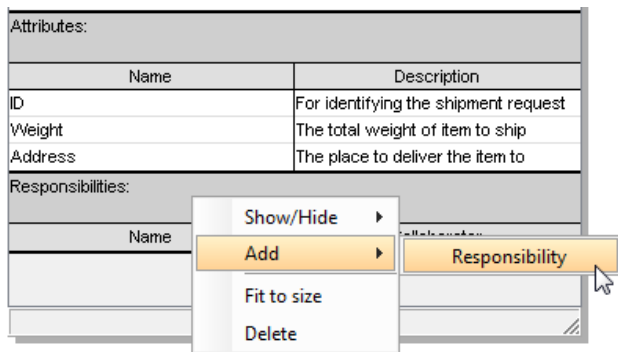 Attributes:
Name Description
ID For identifying the shipment request
Weight The total weight of item to ship
Address The place to deliver the item to
Responsibilities:
Show/Hide
Name
Add Responsibility
Fit to size
Delete